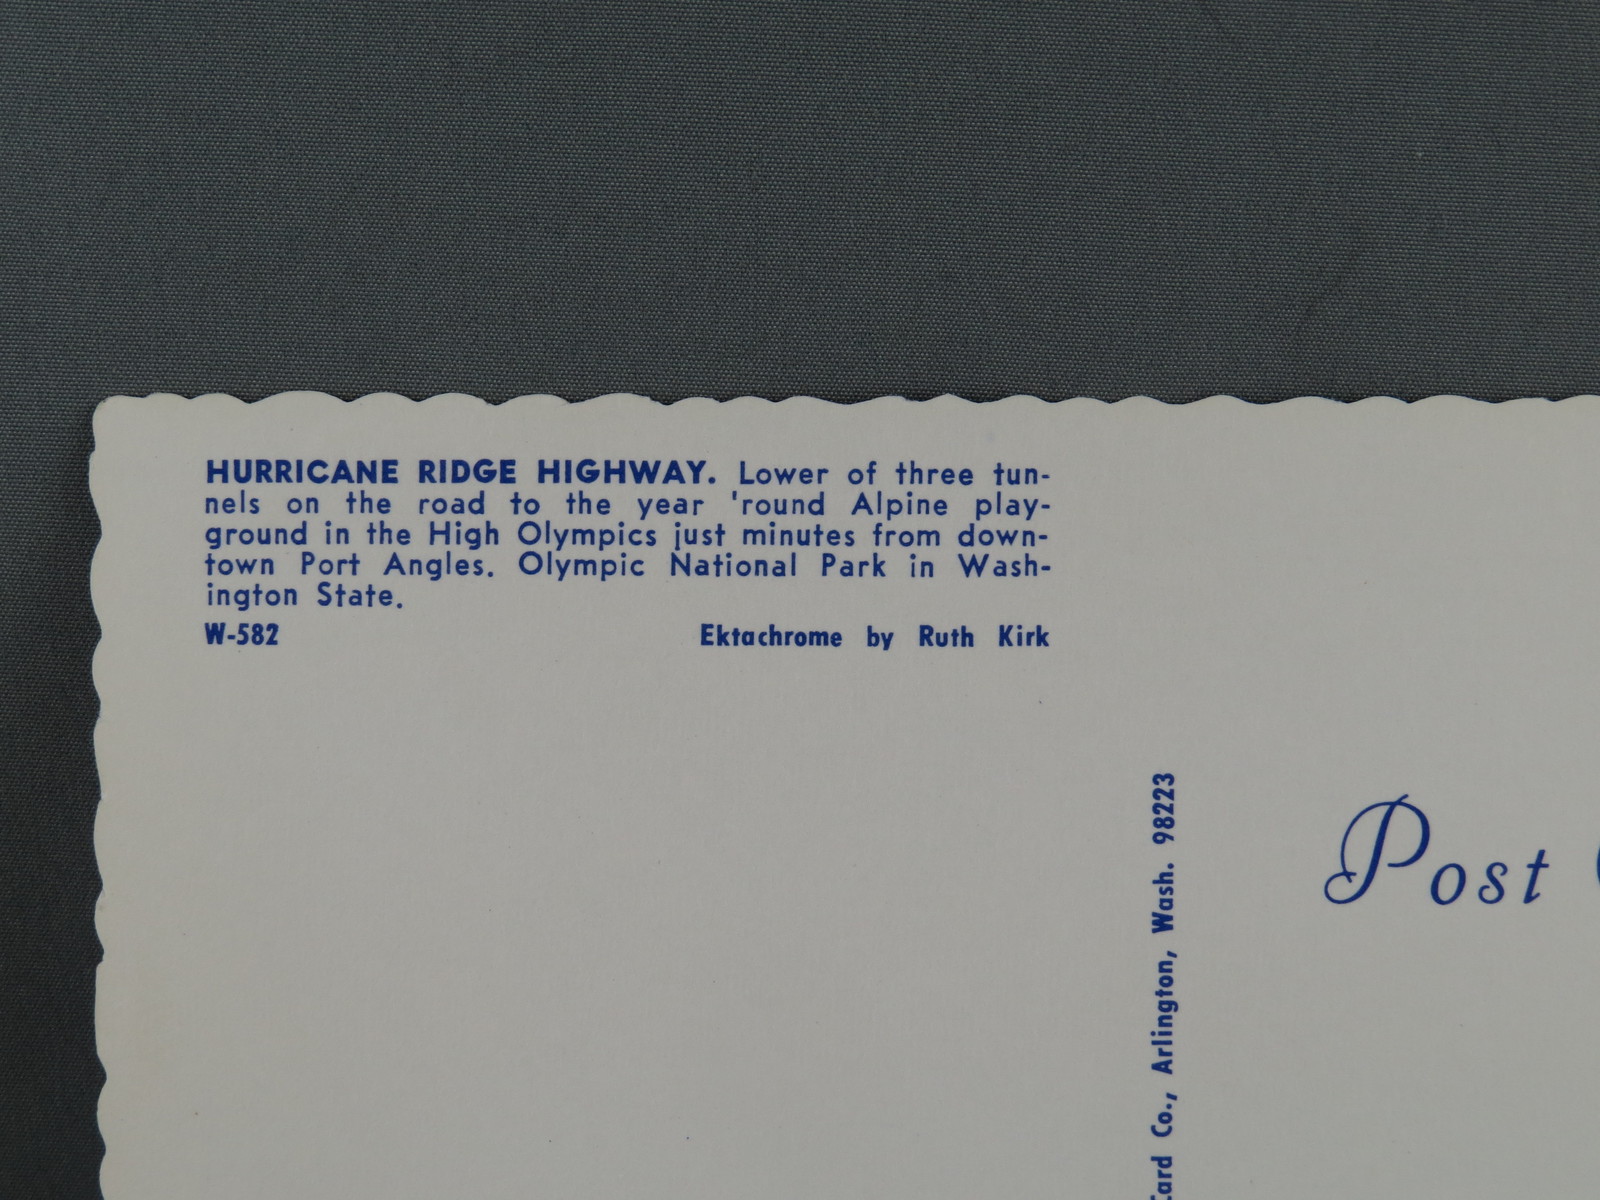 HURRICANE RIDGE HIGHWAY. Lower of three tun-
nels on the road to the year 'round Alpine play-
ground in the High Olympics just minutes from down-
town Port Angles. Olympic National Park in Wash-
ington State.
W-582 Ektachrome by Ruth Kirk
Card Co., Arlington, Wash. 98223
Post